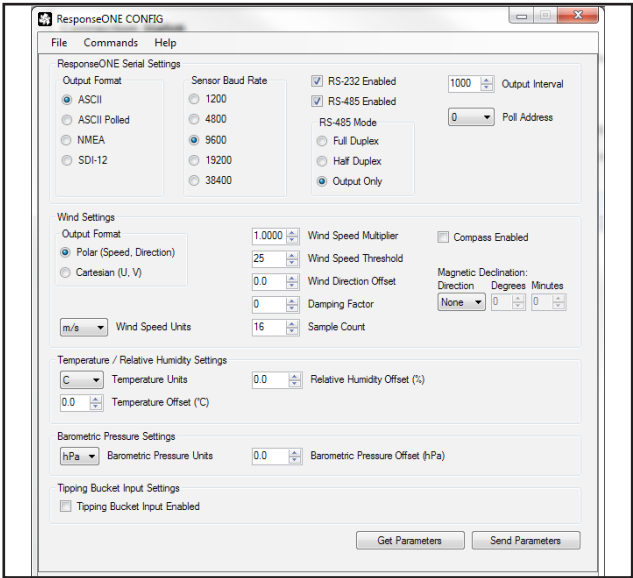 ResponseONE CONFIG
File Commands Help
ResponseONE Serial Settings
Output Format
ASCII
ASCII Polled
NMEA
SDI-12
Sensor Baud Rate
1200
4800
9600
19200
38400
RS-232 Enabled
RS-485 Enabled
RS-485 Mode
Full Duplex
Half Duplex
Output Only
1000 Output Interval
0 Poll Address
Wind Settings
Output Format
Polar (Speed, Direction)
Cartesian (U, V)
m/s Wind Speed Units
1.0000 Wind Speed Multiplier
25 Wind Speed Threshold
0.0 Wind Direction Offset
0 Damping Factor
16 Sample Count
Compass Enabled
Magnetic Declination:
Direction Degrees Minutes
None 0 0
Temperature / Relative Humidity Settings
C Temperature Units
0.0 Relative Humidity Offset (%)
0.0 Temperature Offset (°C)
Barometric Pressure Settings
hPa Barometric Pressure Units
0.0 Barometric Pressure Offset (hPa)
Tipping Bucket Input Settings
Tipping Bucket Input Enabled
Get Parameters
Send Parameters